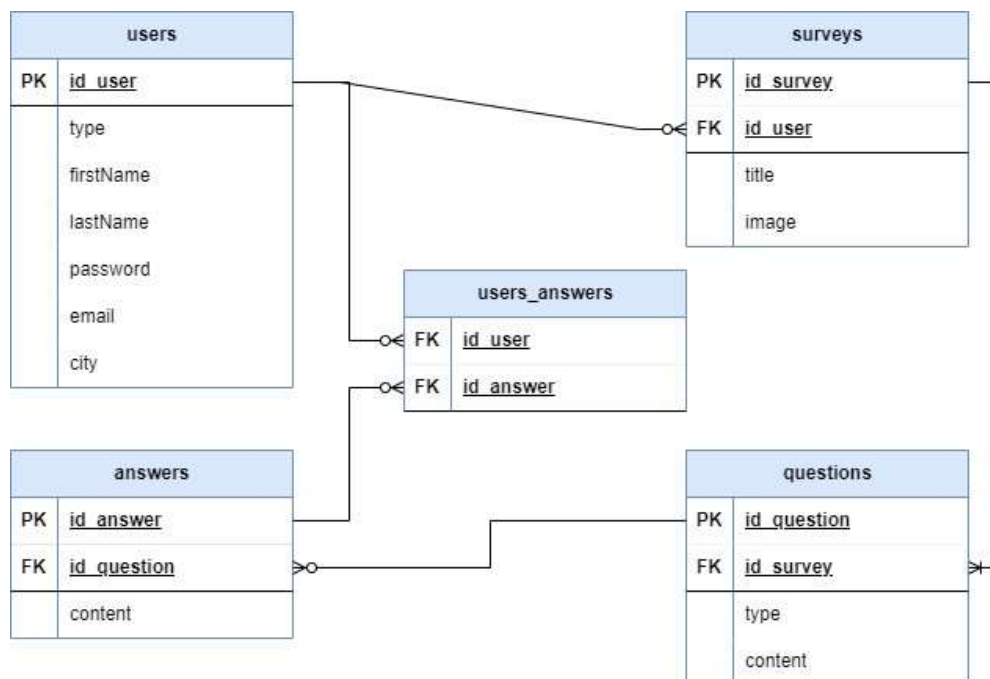 users
PK id_user
type
firstName
lastName
password
email
city
surveys
PK id_survey
FK id_user
title
image
users_answers
FK id_user
FK id_answer
answers
PK id_answer
FK id_question
content
questions
PK id_question
FK id_survey
type
content